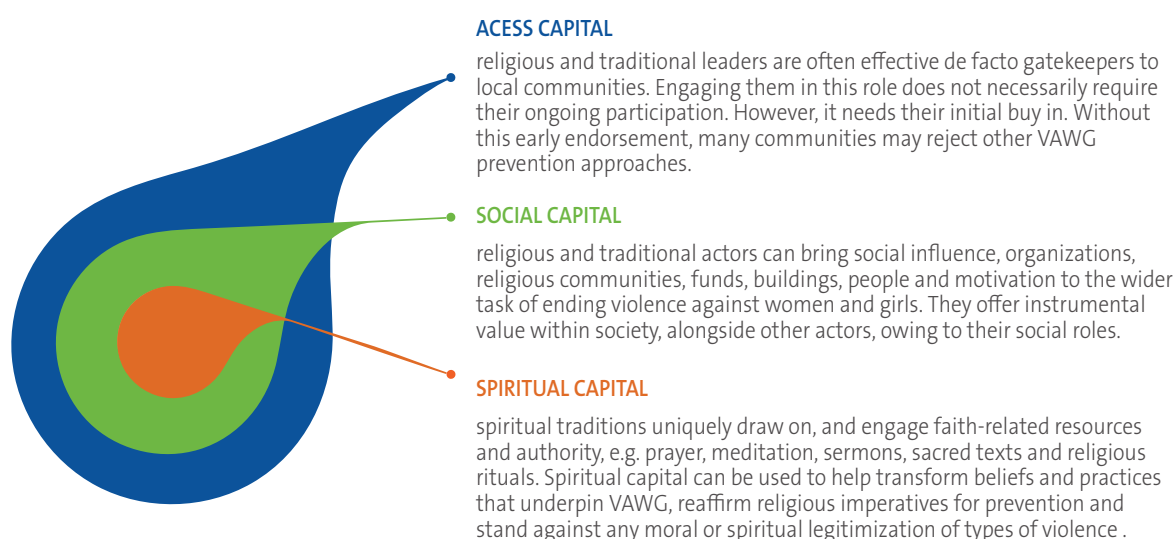 ACESS CAPITAL
religious and traditional leaders are often effective de facto gatekeepers to
local communities. Engaging them in this role does not necessarily require
their ongoing participation. However, it needs their initial buy in. Without
this early endorsement, many communities may reject other VAWG
prevention approaches.
SOCIAL CAPITAL
religious and traditional actors can bring social influence, organizations,
religious communities, funds, buildings, people and motivation to the wider
task of ending violence against women and girls. They offer instrumental
value within society, alongside other actors, owing to their social roles.
SPIRITUAL CAPITAL
spiritual traditions uniquely draw on, and engage faith-related resources
and authority, e.g. prayer, meditation, sermons, sacred texts and religious
rituals. Spiritual capital can be used to help transform beliefs and practices
that underpin VAWG, reaffirm religious imperatives for prevention and
stand against any moral or spiritual legitimization of types of violence .